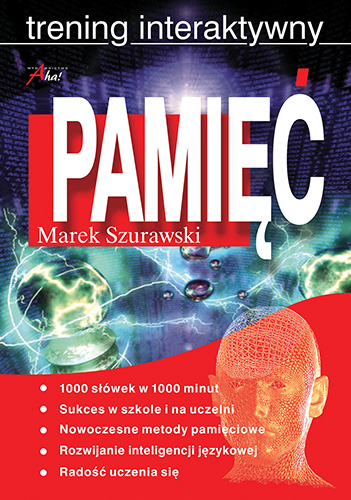 trening interaktywny
WYDAWNICTWO
Aha!
PAMIĘĆ
Marek Szurawski
1000 słówek w 1000 minut
Sukces w szkole i na uczelni
Nowoczesne metody pamięciowe
Rozwijanie inteligencji językowej
Radość uczenia się